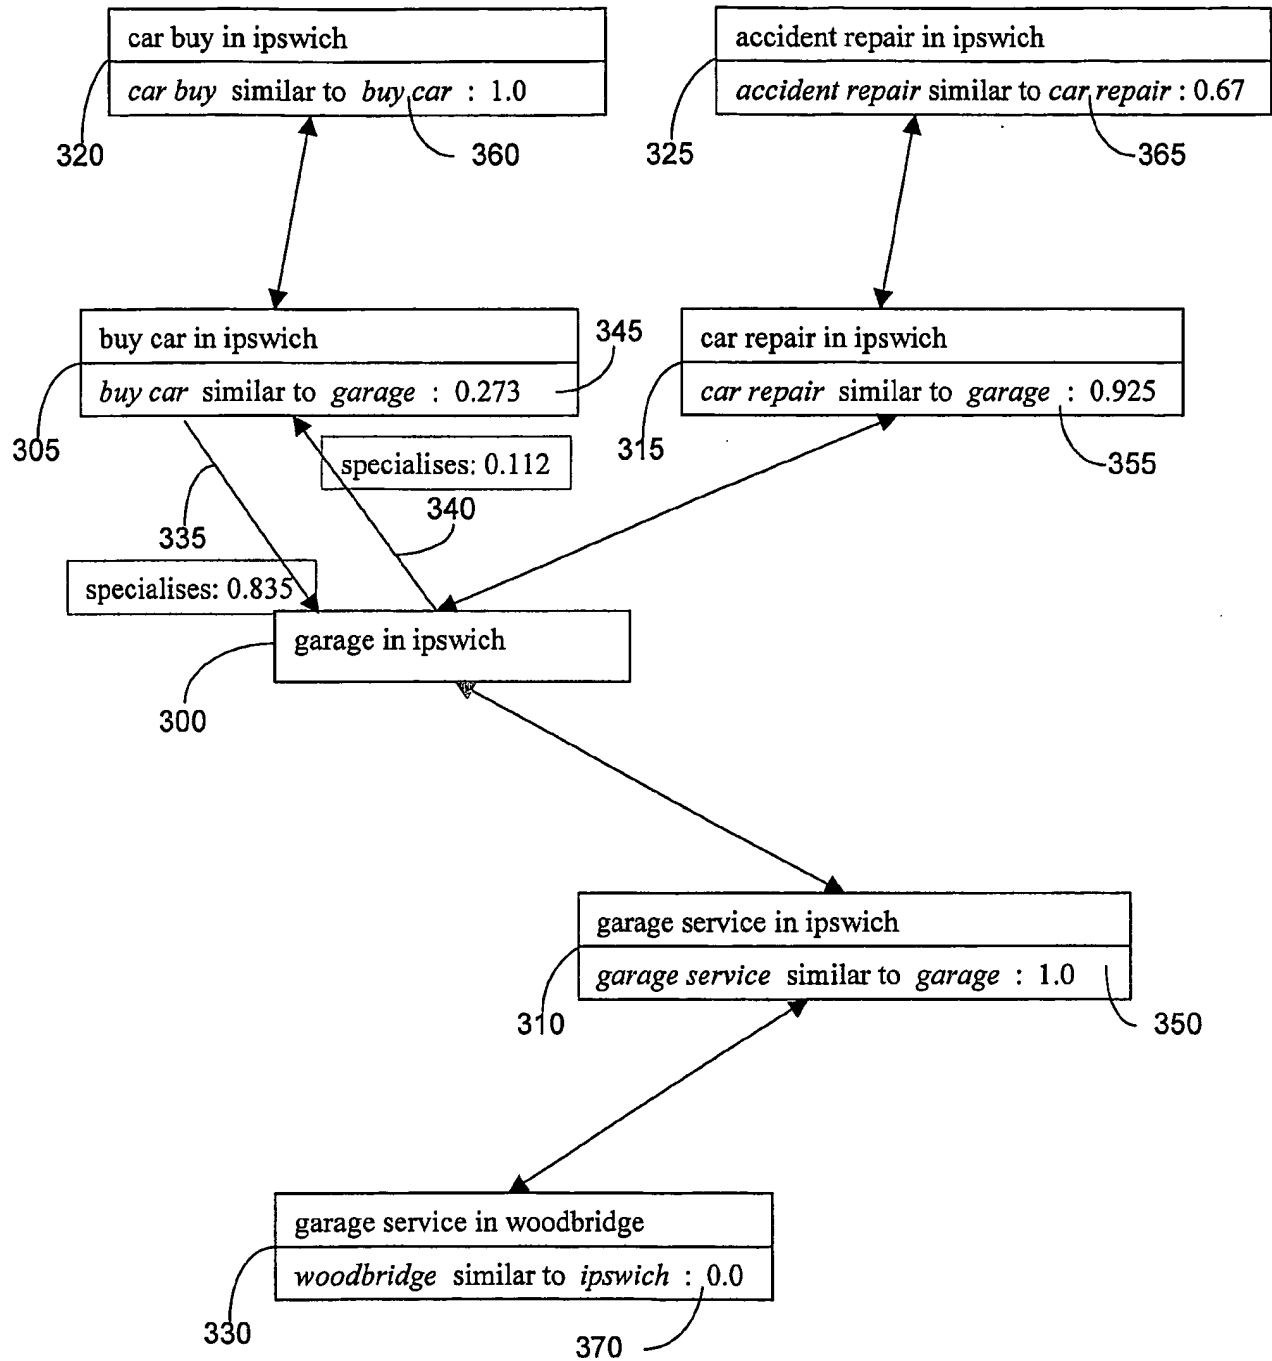 car buy in ipswich
car buy similar to buy car : 1.0
320
360
accident repair in ipswich
accident repair similar to car repair : 0.67
325
365
buy car in ipswich
buy car similar to garage : 0.273
345
305
car repair in ipswich
car repair similar to garage : 0.925
315
355
specialises: 0.112
340
335
specialises: 0.835
garage in ipswich
300
garage service in ipswich
garage service similar to garage : 1.0
310
350
garage service in woodbridge
woodbridge similar to ipswich : 0.0
330
370